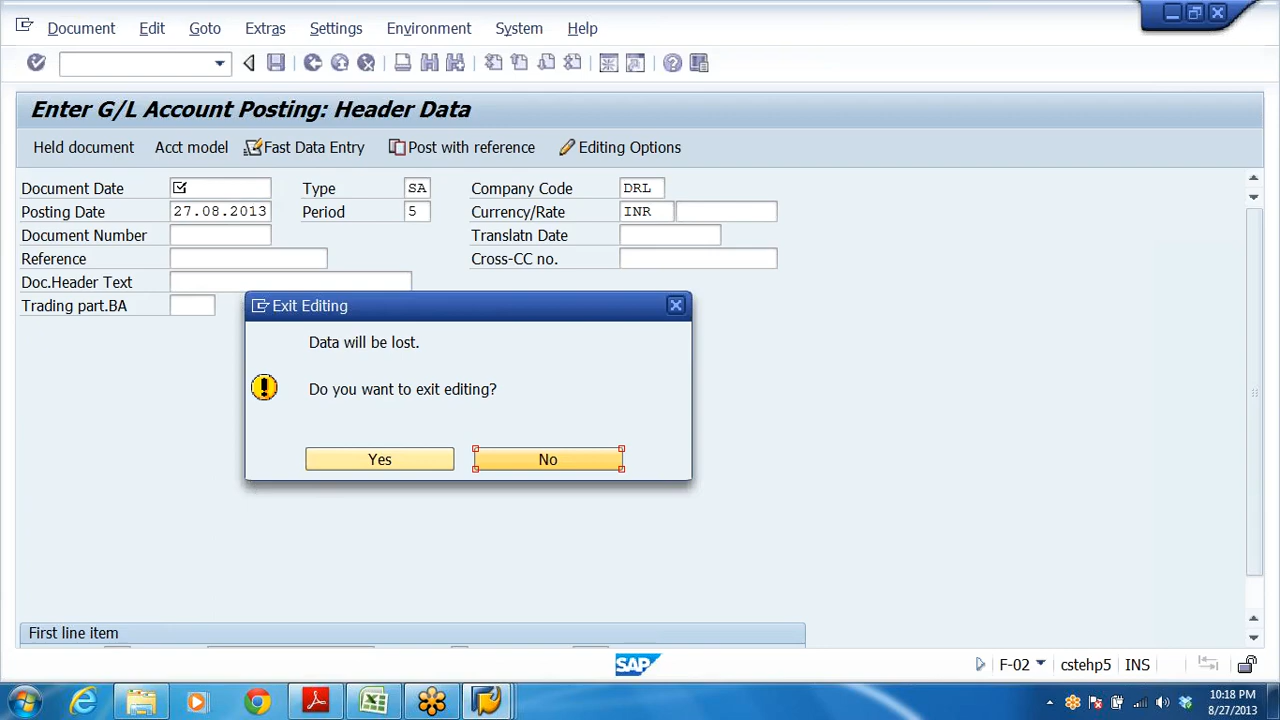 Document Edit Goto Extras Settings Environment System Help
Enter G/L Account Posting: Header Data
Held document Acct model Fast Data Entry Post with reference Editing Options
Document Date Type SA Company Code DRL
Posting Date 27.08.2013 Period 5 Currency/Rate INR
Document Number Translatn Date
Reference Cross-CC no.
Doc.Header Text
Trading part.BA
Exit Editing
Data will be lost.
Do you want to exit editing?
Yes No
First line item
SAP F-02 cstehp5 INS
10:18 PM
8/27/2013